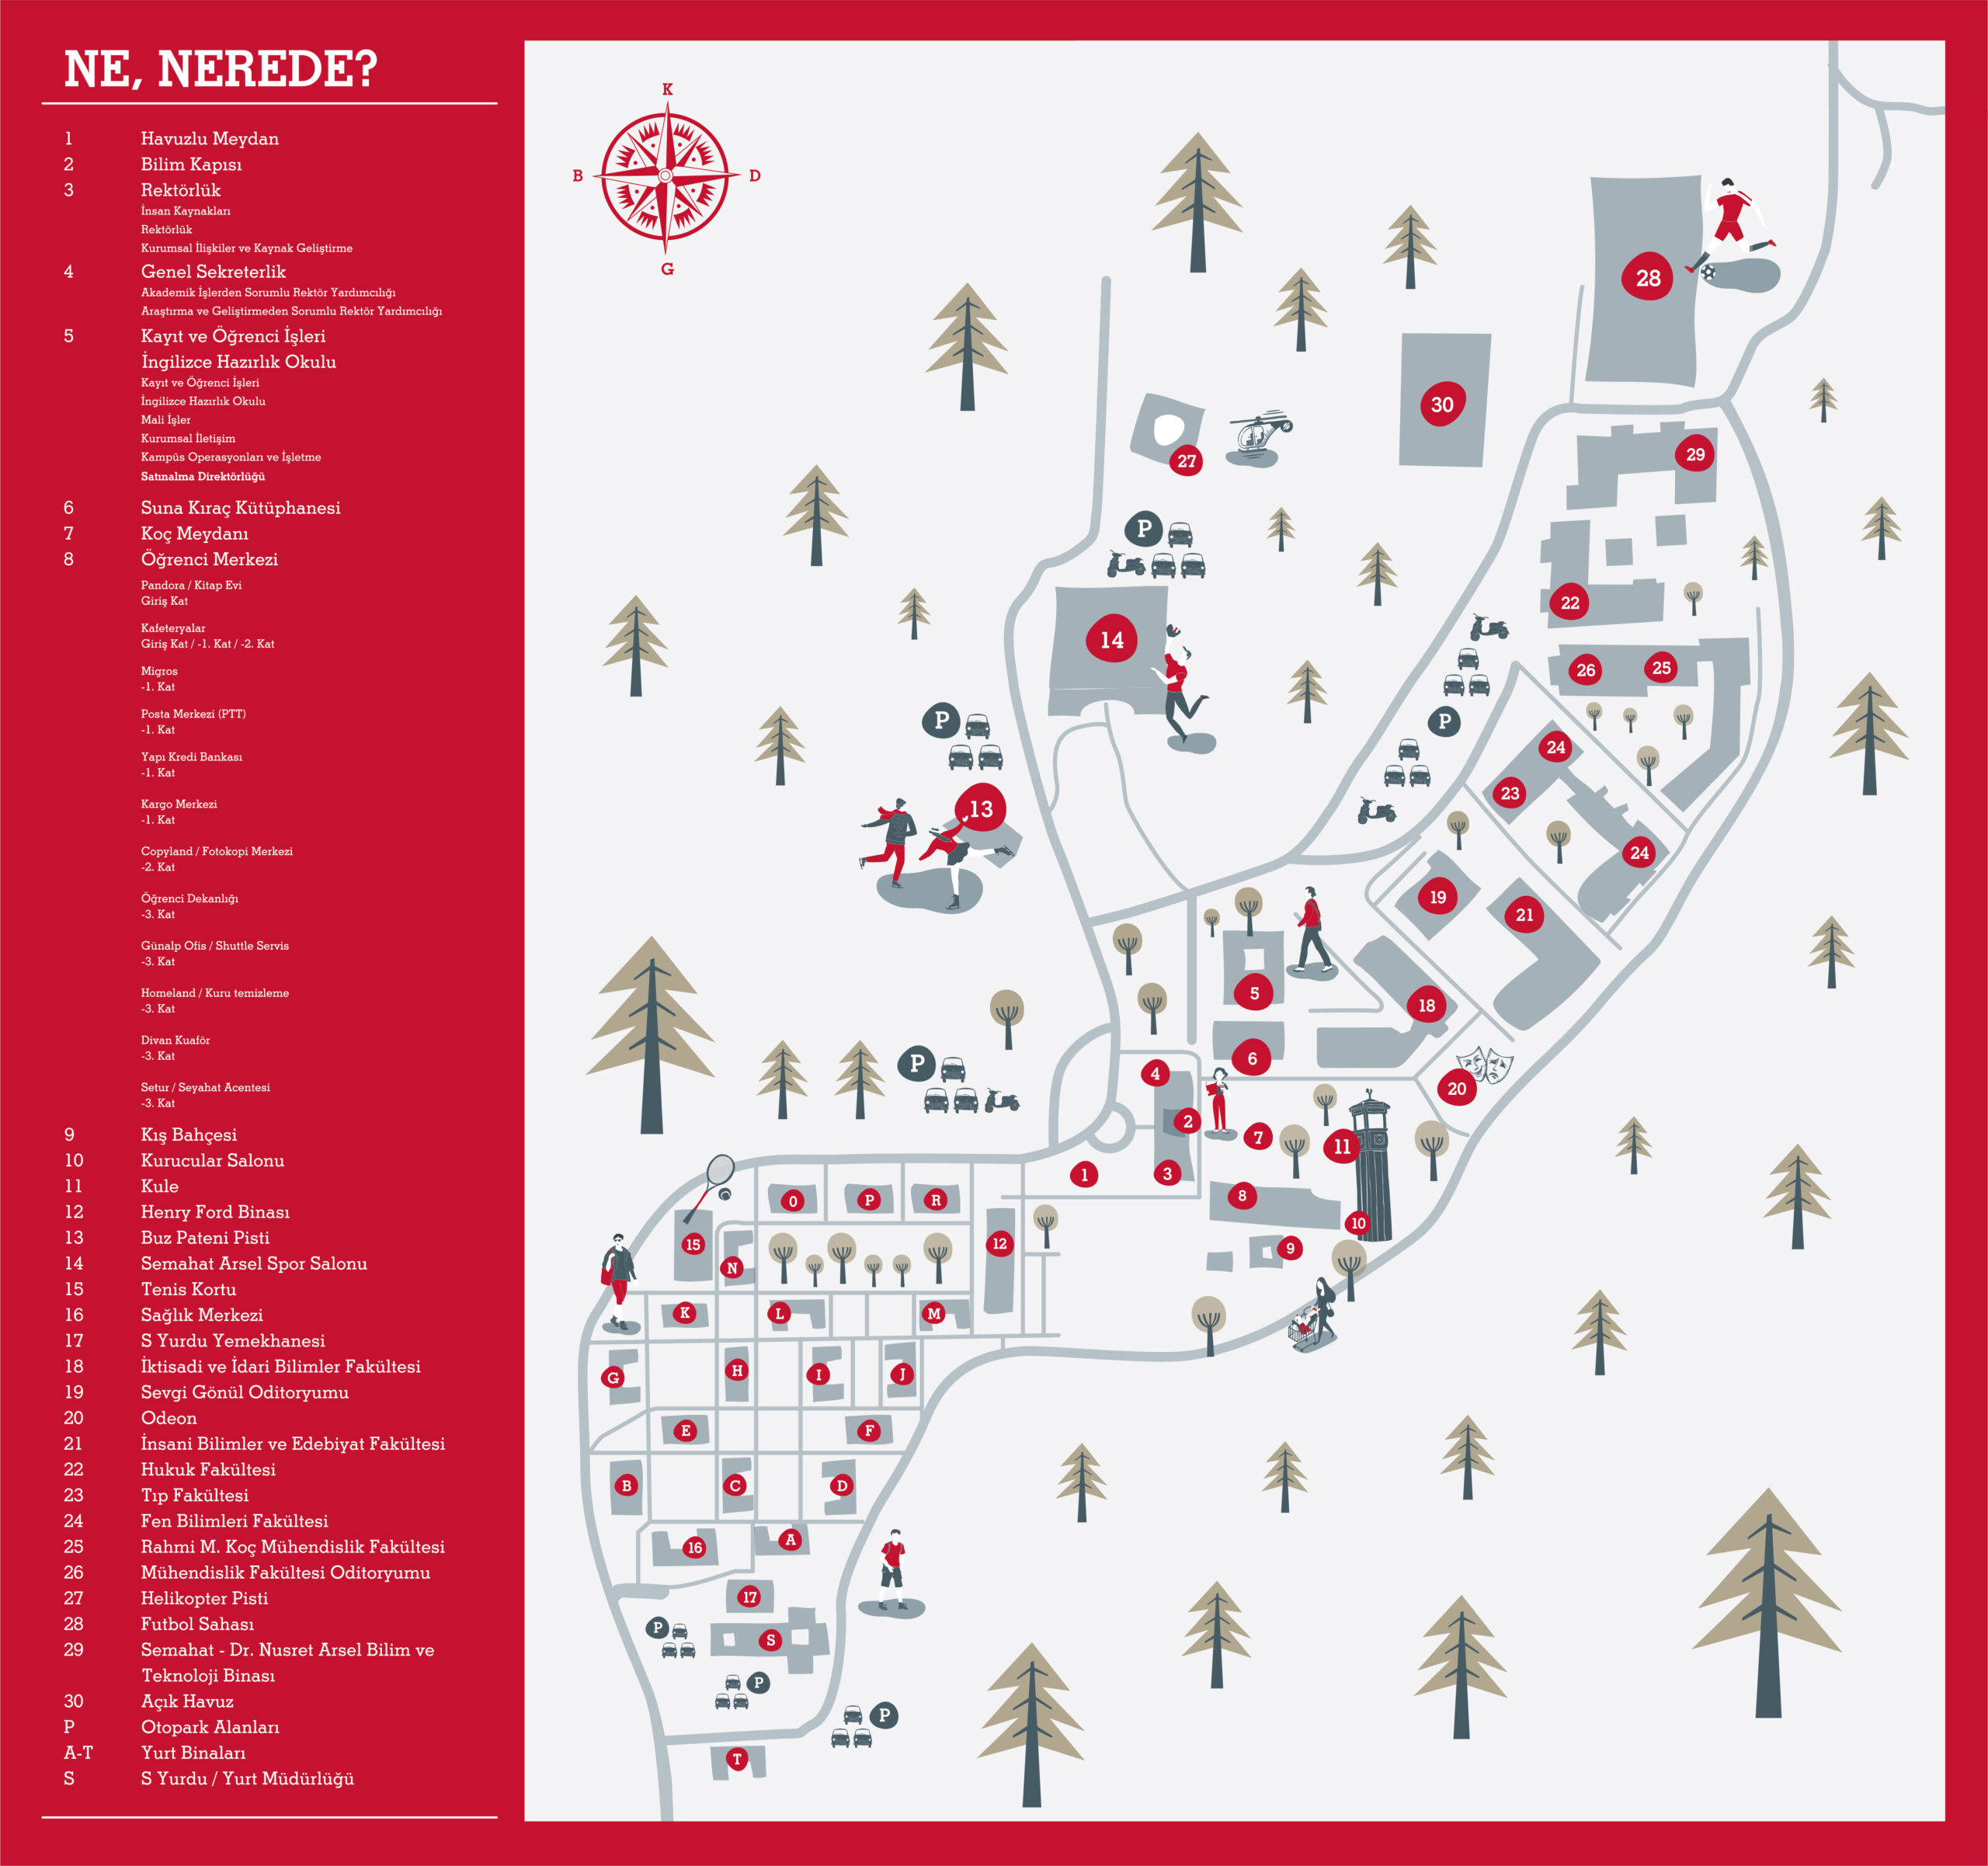 NE, NEREDE?
1 Havuzlu Meydan
2 Bilim Kapısı
3 Rektörlük
İnsan Kaynakları
Rektörlük
Kurumsal İlişkiler ve Kaynak Geliştirme
4 Genel Sekreterlik
Akademik İşlerden Sorumlu Rektör Yardımcılığı
Araştırma ve Geliştirmeden Sorumlu Rektör Yardımcılığı
5 Kayıt ve Öğrenci İşleri
İngilizce Hazırlık Okulu
Kayıt ve Öğrenci İşleri
İngilizce Hazırlık Okulu
Mali İşler
Kurumsal İletişim
Kampüs Operasyonları ve İşletme
Satınalma Direktörlüğü
6 Suna Kıraç Kütüphanesi
7 Koç Meydanı
8 Öğrenci Merkezi
Pandora / Kitap Evi
Giriş Kat
Kafeteryalar
Giriş Kat / -1. Kat / -2. Kat
Migros
-1. Kat
Posta Merkezi (PTT)
-1. Kat
Yapı Kredi Bankası
-1. Kat
Kargo Merkezi
-1. Kat
Copyland / Fotokopi Merkezi
-2. Kat
Öğrenci Dekanlığı
-3. Kat
Günalp Ofis / Shuttle Servis
-3. Kat
Homeland / Kuru temizleme
-3. Kat
Divan Kuaför
-3. Kat
Setur / Seyahat Acentesi
-3. Kat
9 Kış Bahçesi
10 Kurucular Salonu
11 Kule
12 Henry Ford Binası
13 Buz Pateni Pisti
14 Semahat Arsel Spor Salonu
15 Tenis Kortu
16 Sağlık Merkezi
17 S Yurdu Yemekhanesi
18 İktisadi ve İdari Bilimler Fakültesi
19 Sevgi Gönül Oditoryumu
20 Odeon
21 İnsani Bilimler ve Edebiyat Fakültesi
22 Hukuk Fakültesi
23 Tıp Fakültesi
24 Fen Bilimleri Fakültesi
25 Rahmi M. Koç Mühendislik Fakültesi
26 Mühendislik Fakültesi Oditoryumu
27 Helikopter Pisti
28 Futbol Sahası
29 Semahat - Dr. Nusret Arsel Bilim ve
Teknoloji Binası
30 Açık Havuz
P Otopark Alanları
A-T Yurt Binaları
S S Yurdu / Yurt Müdürlüğü
K
B D
G
28
30
29
27
P
22
14
26 25
P
P
24
23
13
24
19
21
5
18
6
P
4
20
2
7
11
1
3
8
O P R
10
15
12
9
N
K L M
G H I J
E F
B C D
16 A
17
P
S
P
P
T